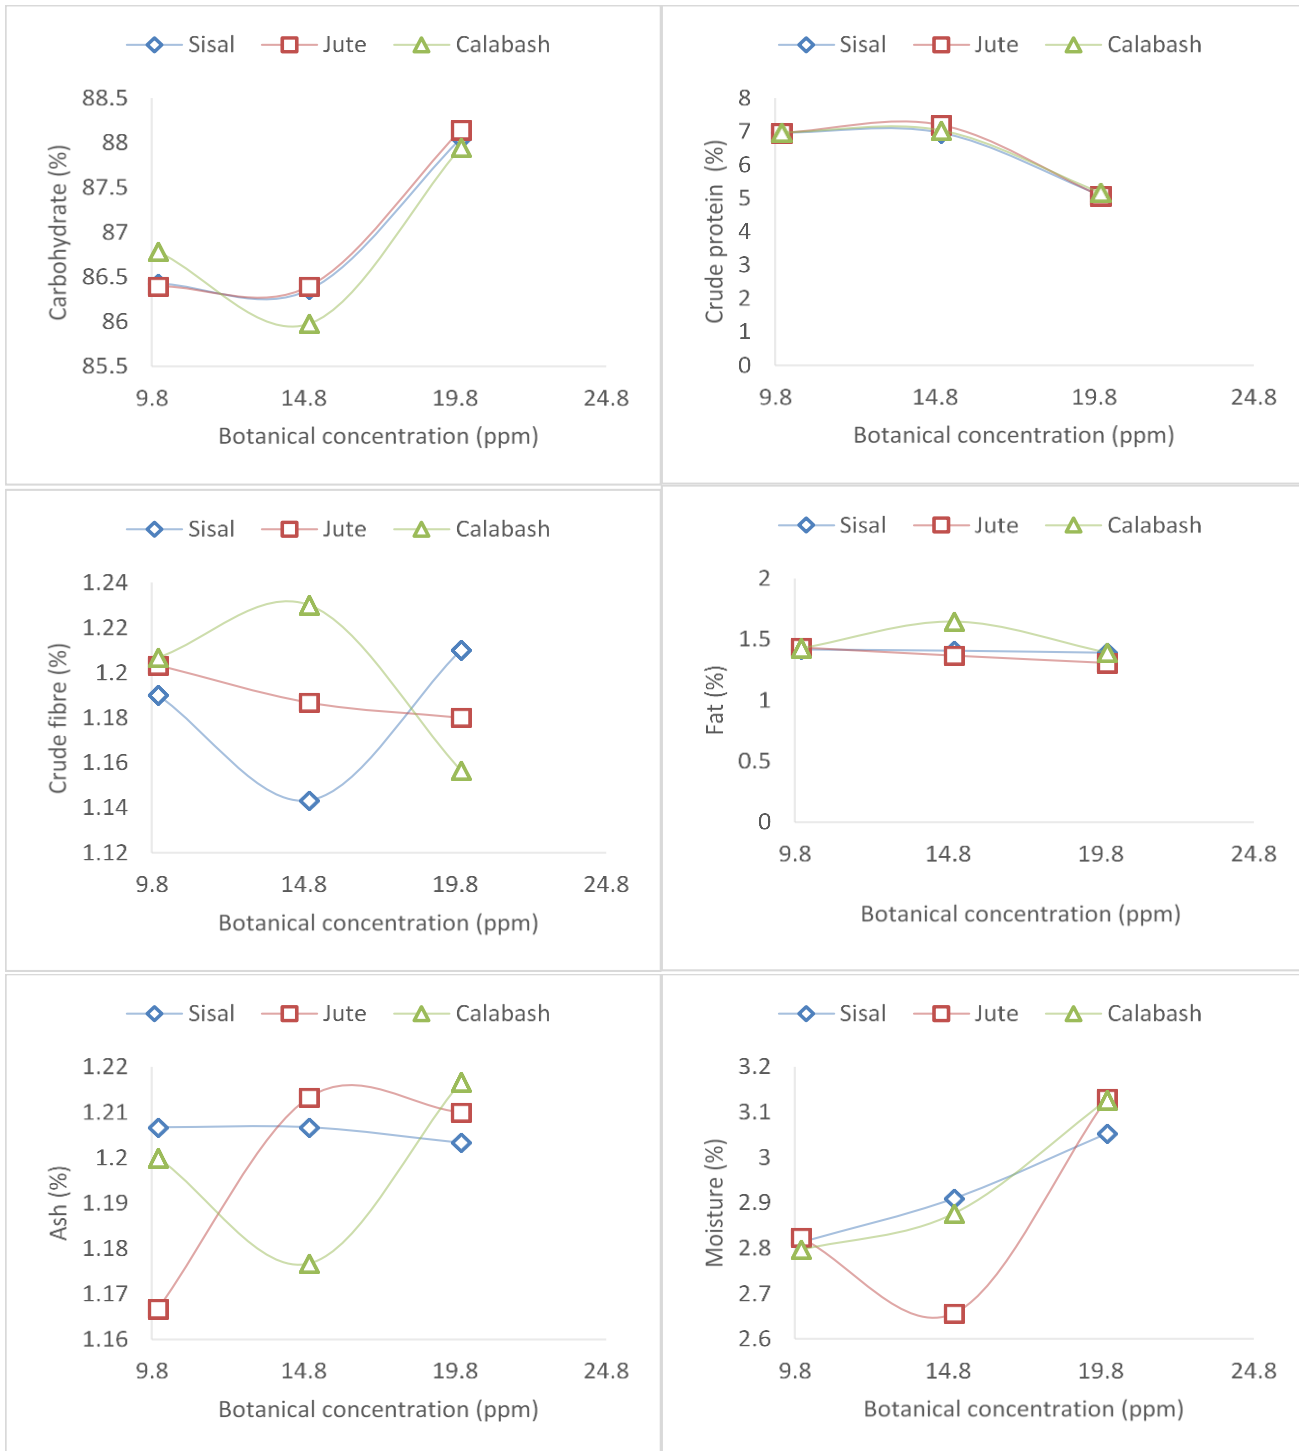 Sisal Jute Calabash
88.5
88
87.5
87
86.5
86
85.5
Carbohydrate (%)
9.8 14.8 19.8 24.8
Botanical concentration (ppm)
Sisal Jute Calabash
8
7
6
5
4
3
2
1
0
Crude protein (%)
9.8 14.8 19.8 24.8
Botanical concentration (ppm)
Sisal Jute Calabash
1.24
1.22
1.2
1.18
1.16
1.14
1.12
Crude fibre (%)
9.8 14.8 19.8 24.8
Botanical concentration (ppm)
Sisal Jute Calabash
2
1.5
1
0.5
0
Fat (%)
9.8 14.8 19.8 24.8
Botanical concentration (ppm)
Sisal Jute Calabash
1.22
1.21
1.2
1.19
1.18
1.17
1.16
Ash (%)
9.8 14.8 19.8 24.8
Botanical concentration (ppm)
Sisal Jute Calabash
3.2
3.1
3
2.9
2.8
2.7
2.6
Moisture (%)
9.8 14.8 19.8 24.8
Botanical concentration (ppm)